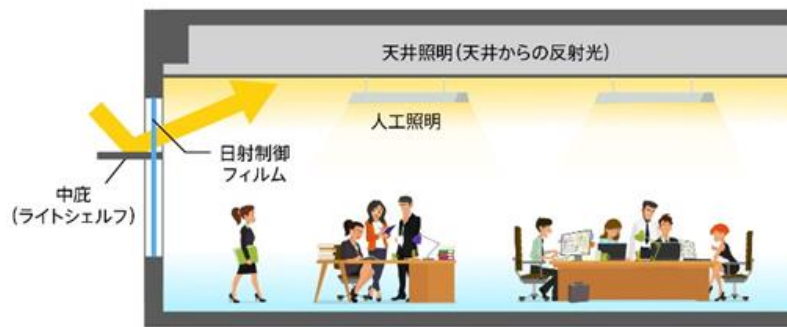 天井照明(天井からの反射光)
人工照明
日射制御
フィルム
中庇
(ライトシェルフ)